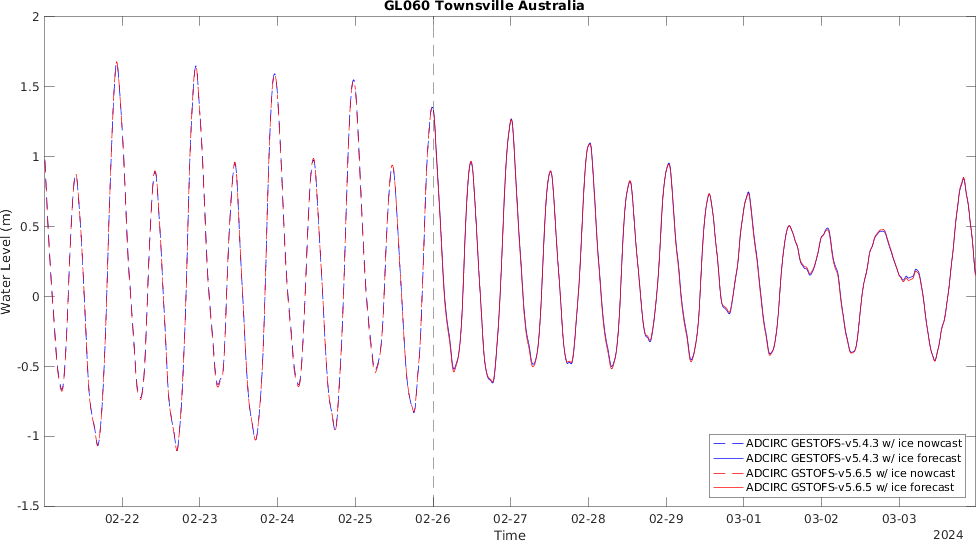 GL060 Townsville Australia
2
1.5
1
0.5
0
-0.5
-1
-1.5
Water Level (m)
ADCIRC GESTOFS-v5.4.3 w/ ice nowcast
ADCIRC GESTOFS-v5.4.3 w/ ice forecast
ADCIRC GSTOFS-v5.6.5 w/ ice nowcast
ADCIRC GSTOFS-v5.6.5 w/ ice forecast
02-22 02-23 02-24 02-25 02-26 02-27 02-28 02-29 03-01 03-02 03-03
Time
2024